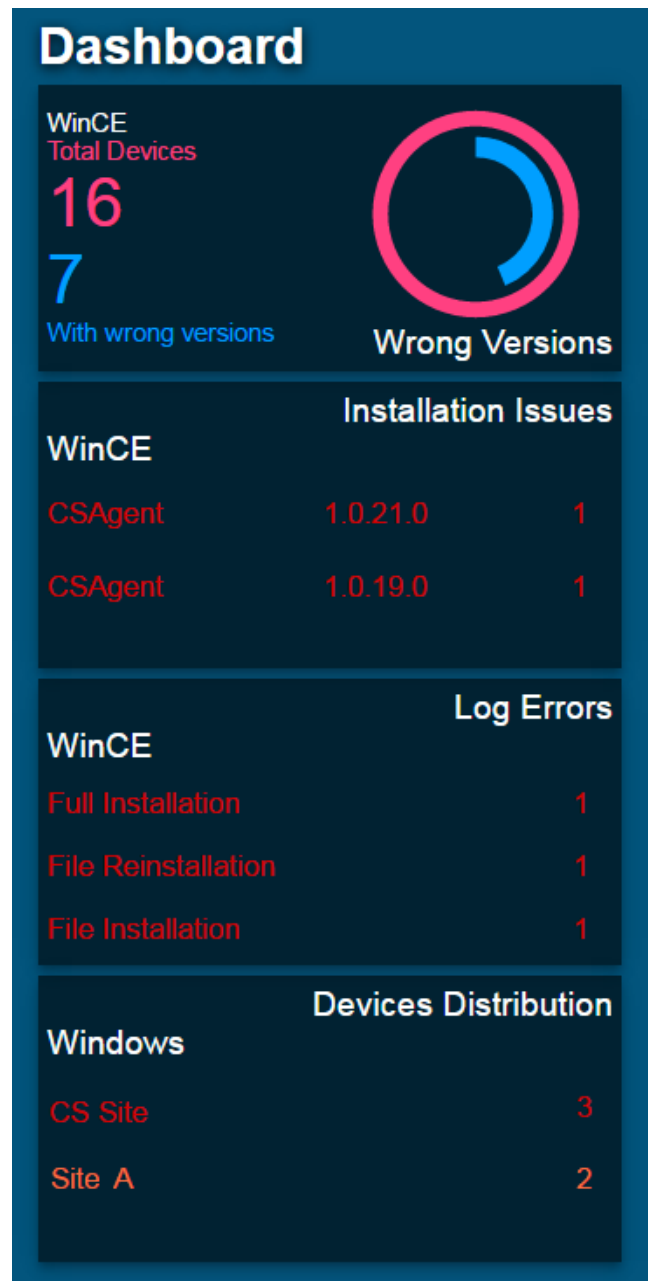 Dashboard
WinCE
Total Devices
16
7
With wrong versions
Wrong Versions
Installation Issues
WinCE
CSAgent 1.0.21.0 1
CSAgent 1.0.19.0 1
Log Errors
WinCE
Full Installation 1
File Reinstallation 1
File Installation 1
Devices Distribution
Windows
CS Site 3
Site A 2